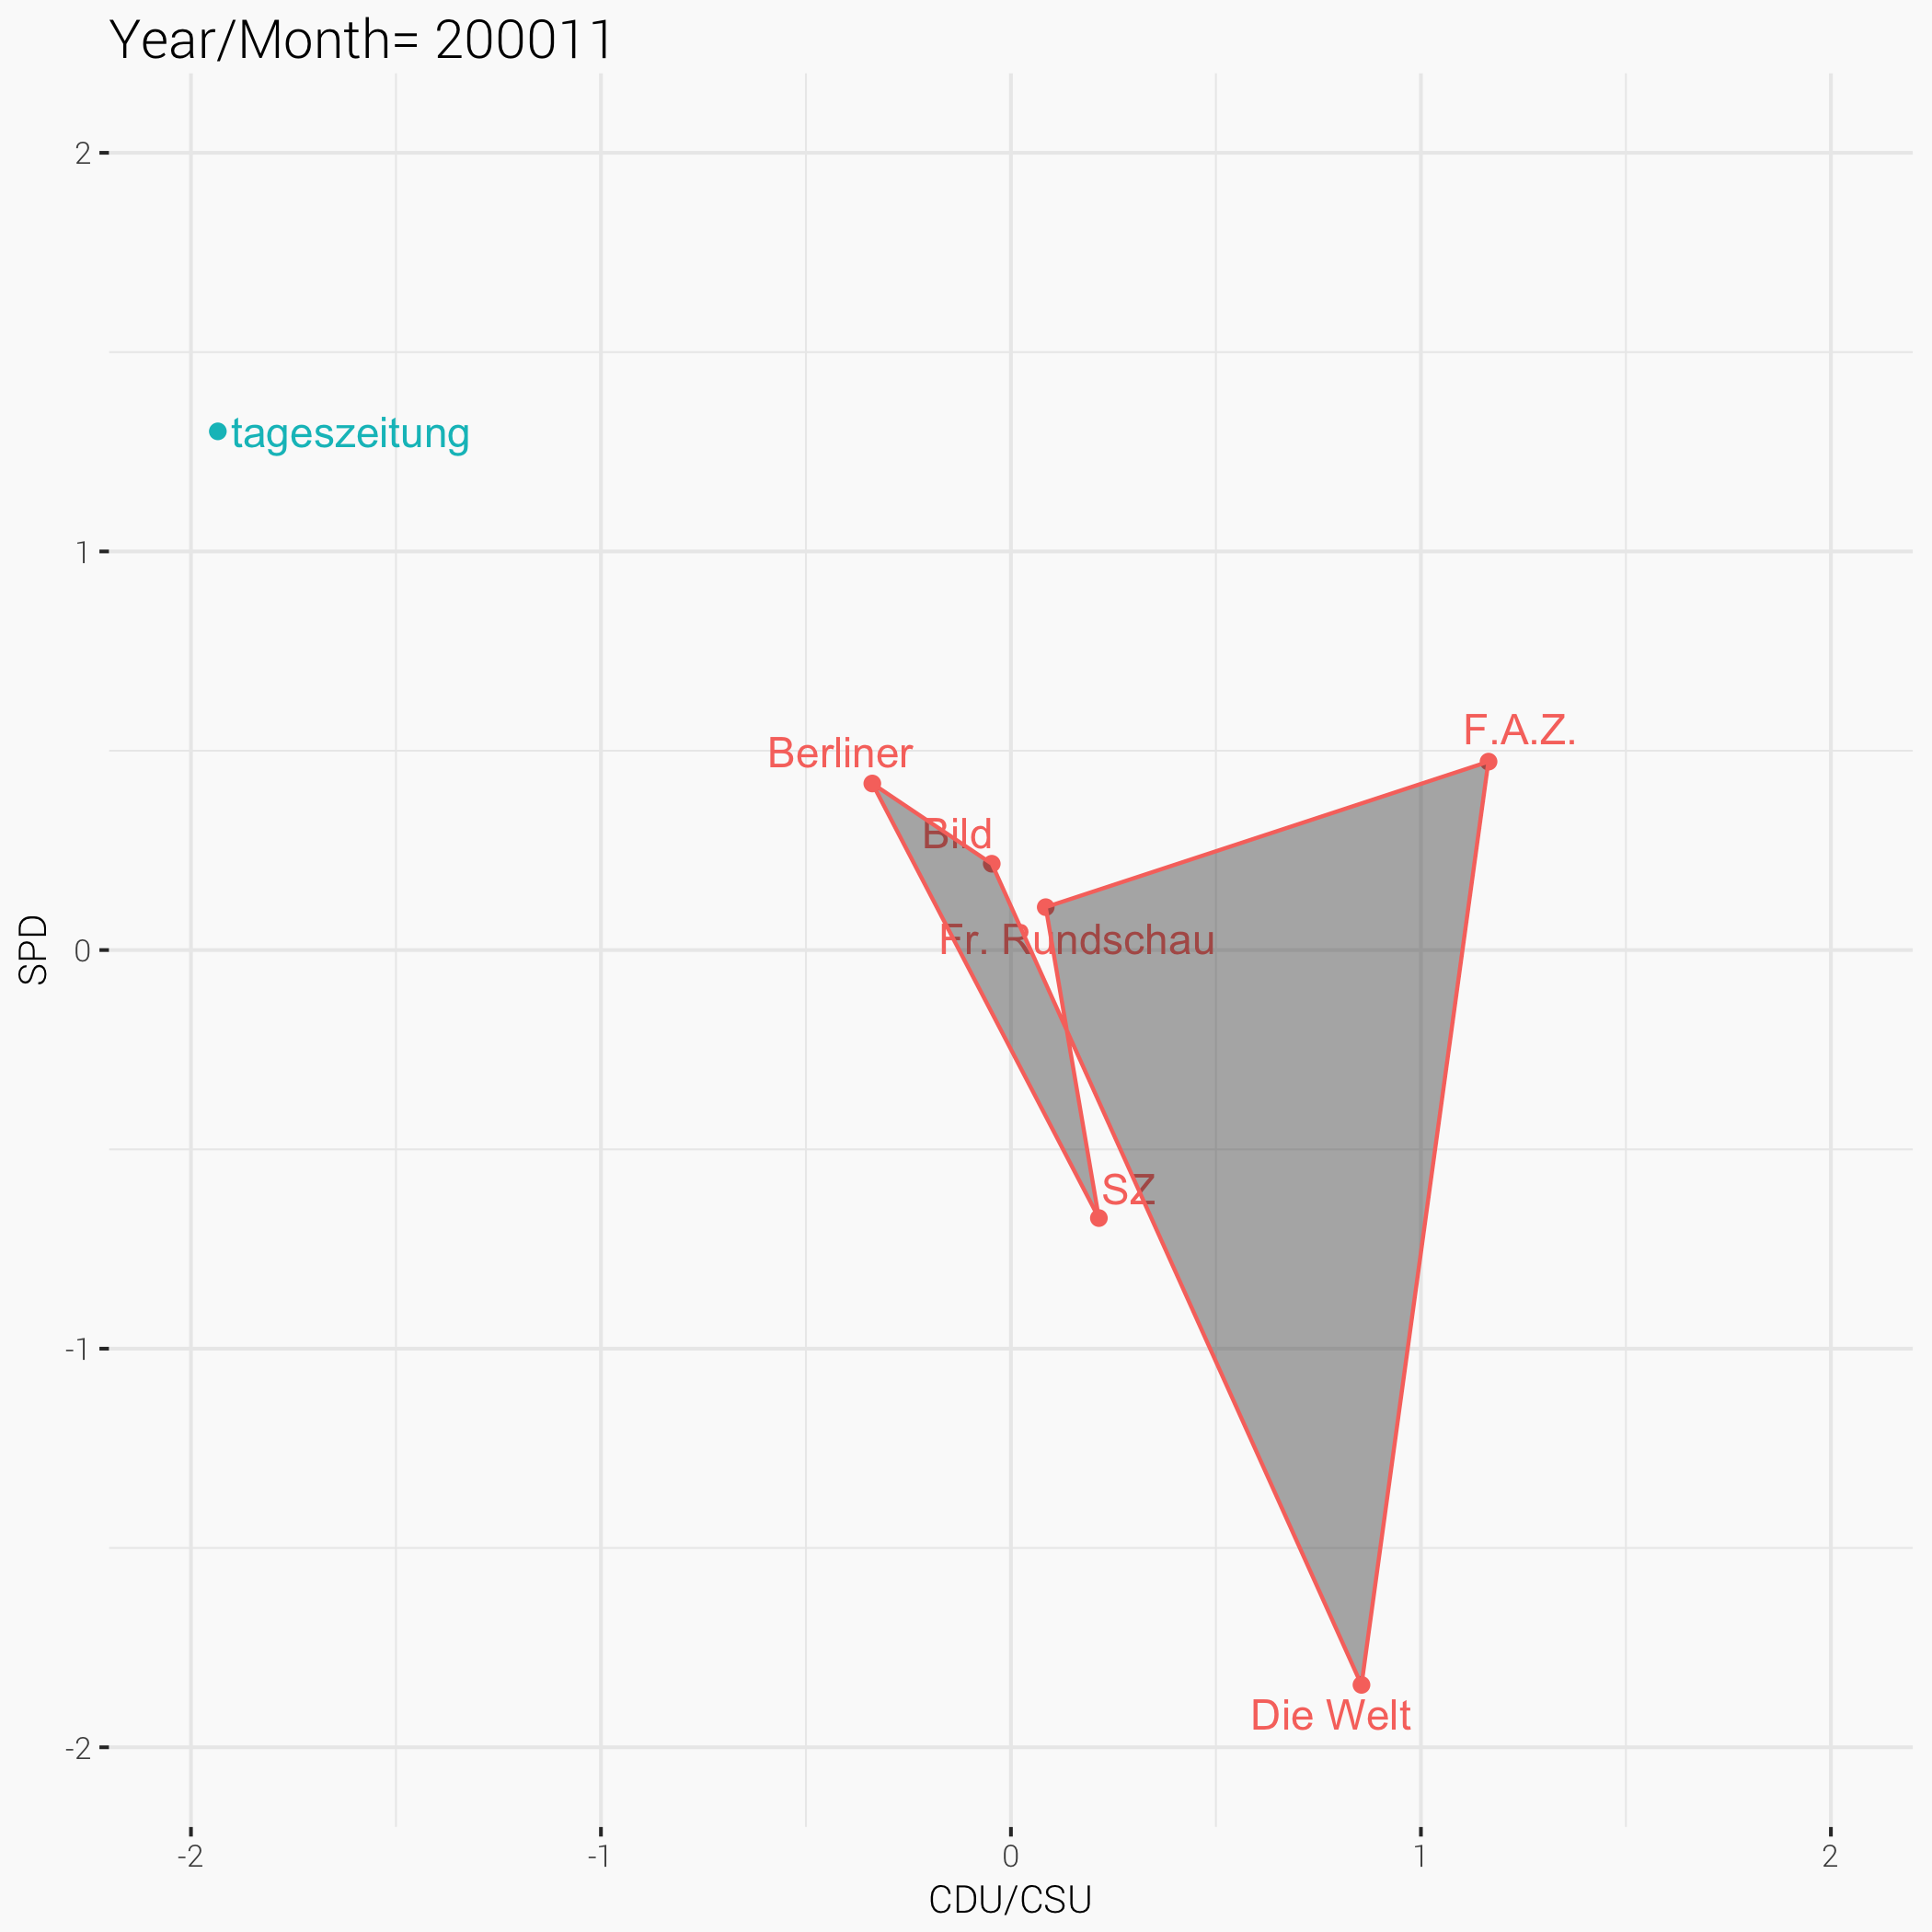 Year/Month= 200011
2
tageszeitung
1
F.A.Z.
Berliner
Bild
Fr. Rundschau
SPD
0
SZ
-1
Die Welt
-2
-2 -1 0 1 2
CDU/CSU